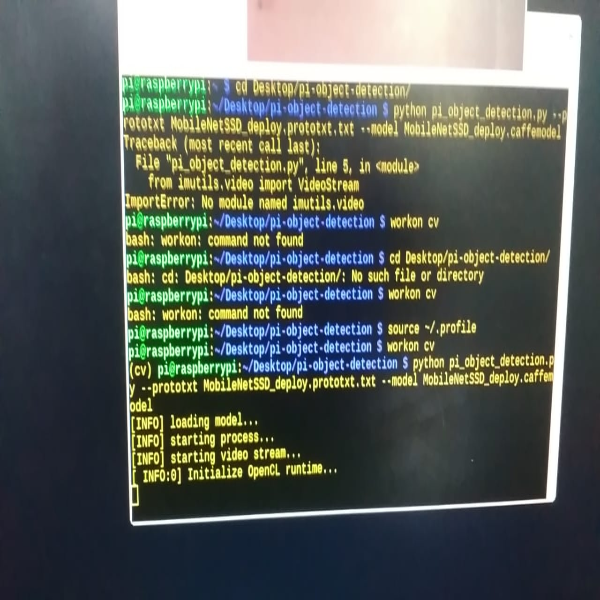 pi@raspberrypi:~ $ cd Desktop/pi-object-detection/
pi@raspberrypi:~/Desktop/pi-object-detection $ python pi_object_detection.py --p
rototxt MobileNetSSD_deploy.prototxt.txt --model MobileNetSSD_deploy.caffemodel
Traceback (most recent call last):
File "pi_object_detection.py", line 5, in <module>
from imutils.video import VideoStream
ImportError: No module named imutils.video
pi@raspberrypi:~/Desktop/pi-object-detection $ workon cv
bash: workon: command not found
pi@raspberrypi:~/Desktop/pi-object-detection $ cd Desktop/pi-object-detection/
bash: cd: Desktop/pi-object-detection/: No such file or directory
pi@raspberrypi:~/Desktop/pi-object-detection $ workon cv
bash: workon: command not found
pi@raspberrypi:~/Desktop/pi-object-detection $ source ~/.profile
pi@raspberrypi:~/Desktop/pi-object-detection $ workon cv
(cv) pi@raspberrypi:~/Desktop/pi-object-detection $ python pi_object_detection.p
y --prototxt MobileNetSSD_deploy.prototxt.txt --model MobileNetSSD_deploy.caffem
odel
[INFO] loading model...
[INFO] starting process...
[INFO] starting video stream...
[ INFO:0] Initialize OpenCL runtime...